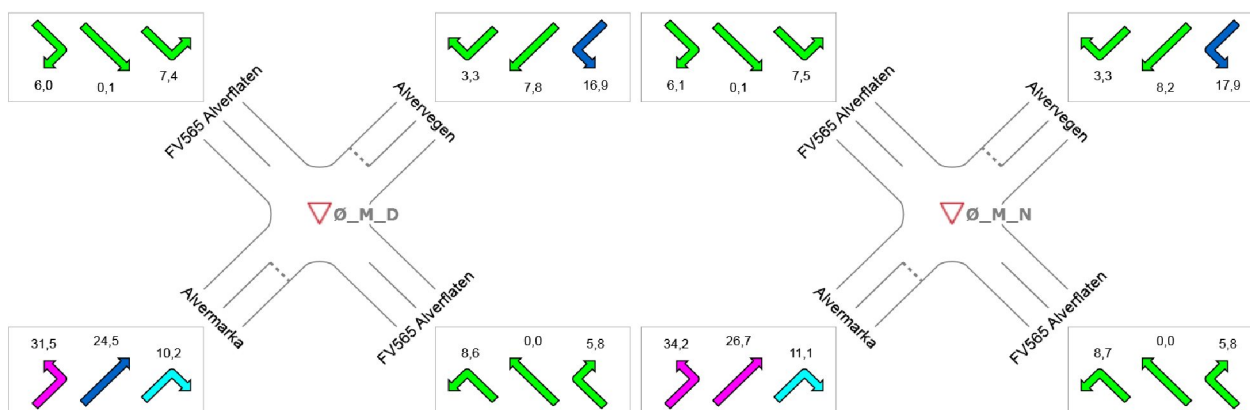 6,0 0,1 7,4
3,3 7,8 16,9
FV565 Alverflaten
Alvervegen
Ø_M_D
Alvermarka
FV565 Alverflaten
31,5 24,5 10,2
8,6 0,0 5,8
6,1 0,1 7,5
3,3 8,2 17,9
FV565 Alverflaten
Alvervegen
Ø_M_N
Alvermarka
FV565 Alverflaten
34,2 26,7 11,1
8,7 0,0 5,8